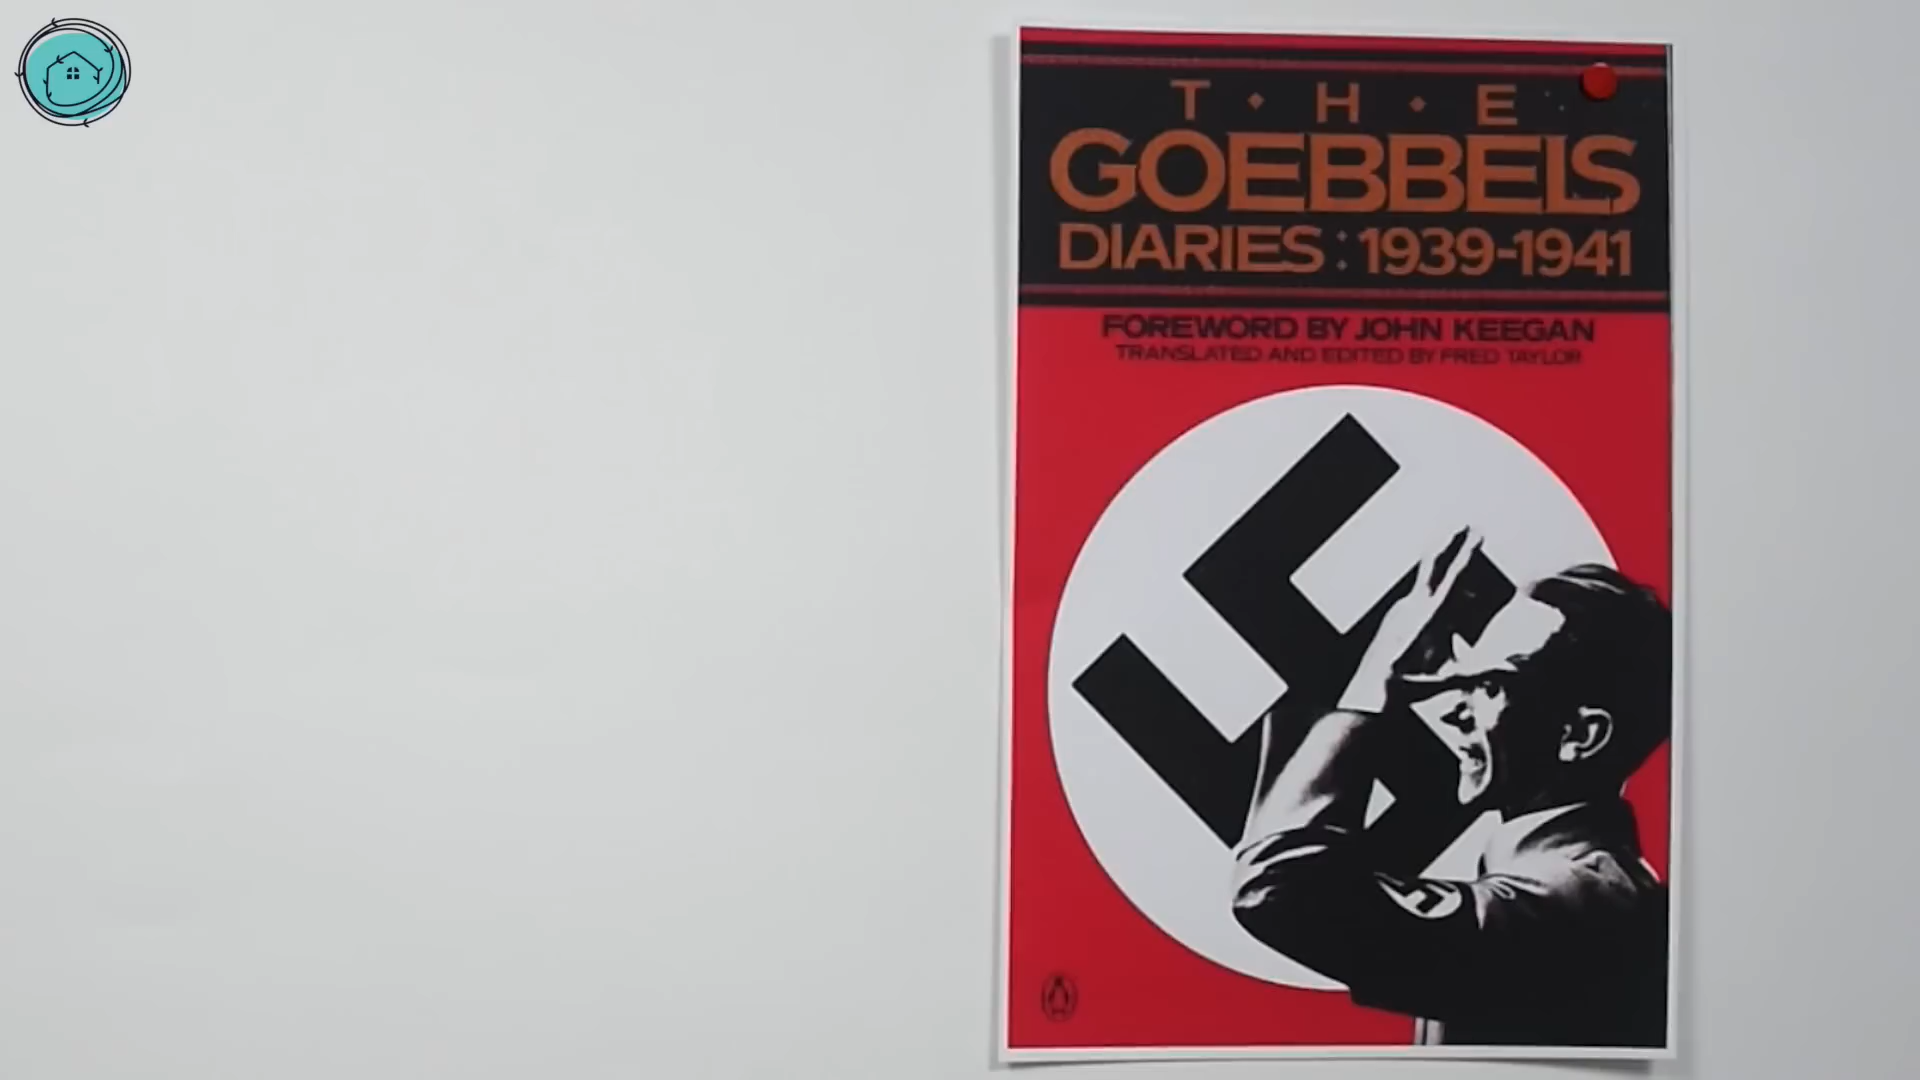 T · H · E
GOEBBELS
DIARIES : 1939-1941
FOREWORD BY JOHN KEEGAN
TRANSLATED AND EDITED BY FRED TAYLOR